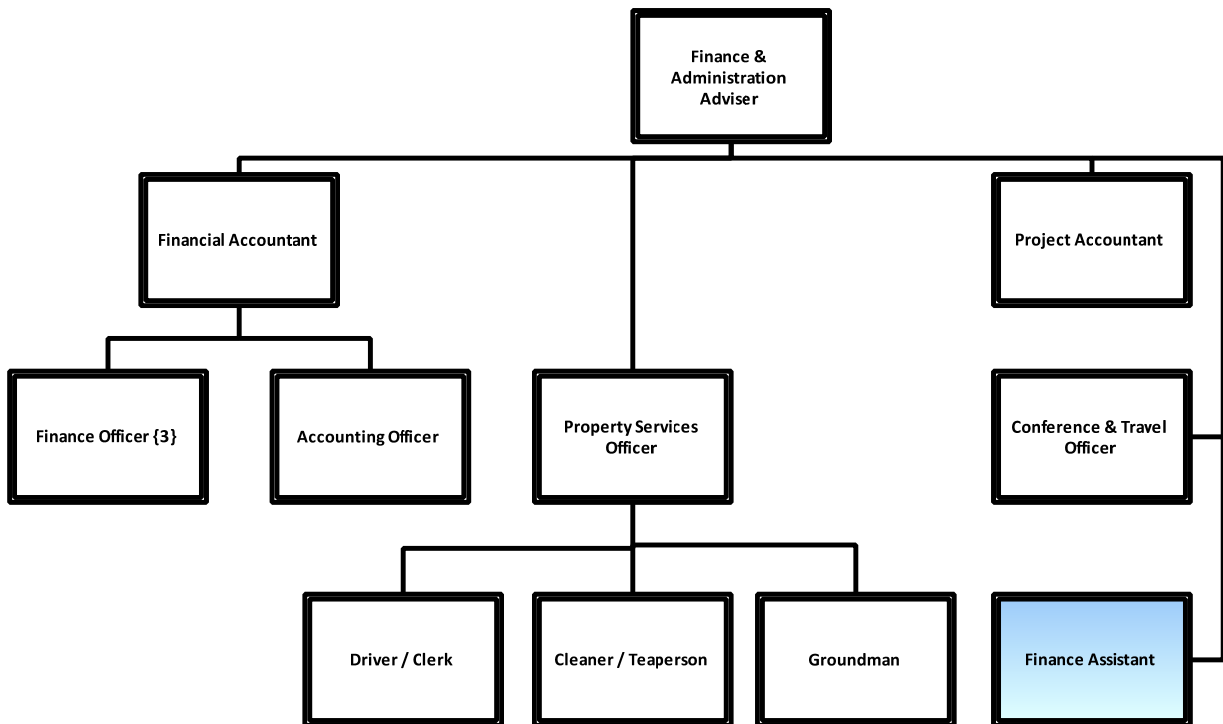 Finance &
Administration
Adviser
Financial Accountant
Project Accountant
Finance Officer {3}
Accounting Officer
Property Services
Officer
Conference & Travel
Officer
Driver / Clerk
Cleaner / Teaperson
Groundman
Finance Assistant